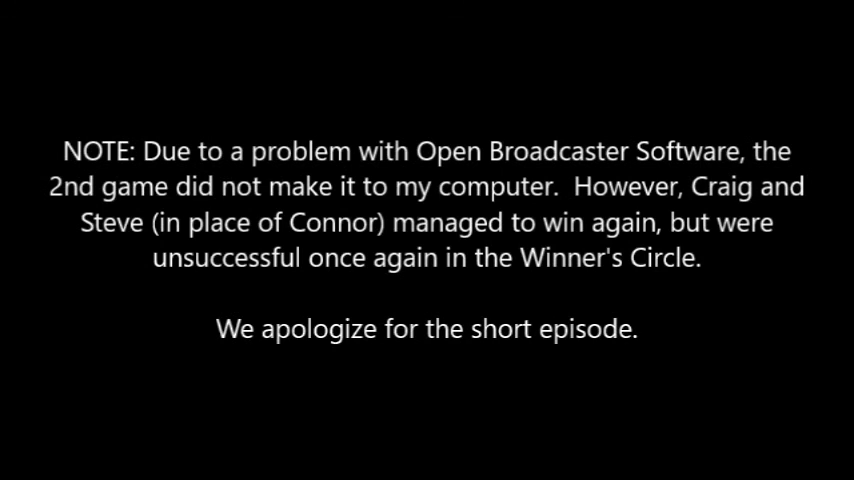 NOTE: Due to a problem with Open Broadcaster Software, the
2nd game did not make it to my computer.  However, Craig and
Steve (in place of Connor) managed to win again, but were
unsuccessful once again in the Winner's Circle.
We apologize for the short episode.